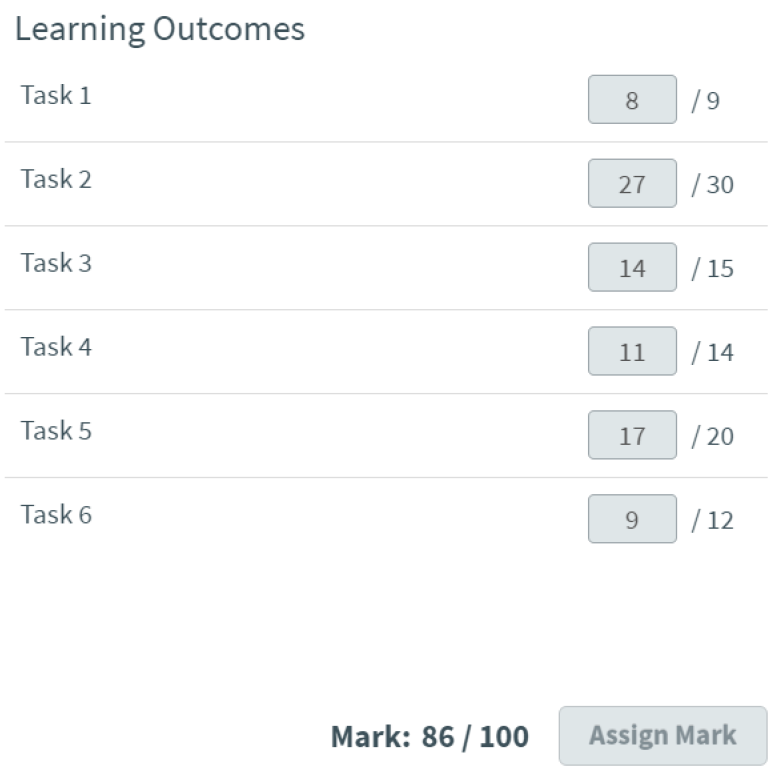 Learning Outcomes
Task 1 8 / 9
Task 2 27 / 30
Task 3 14 / 15
Task 4 11 / 14
Task 5 17 / 20
Task 6 9 / 12
Mark: 86 / 100 Assign Mark